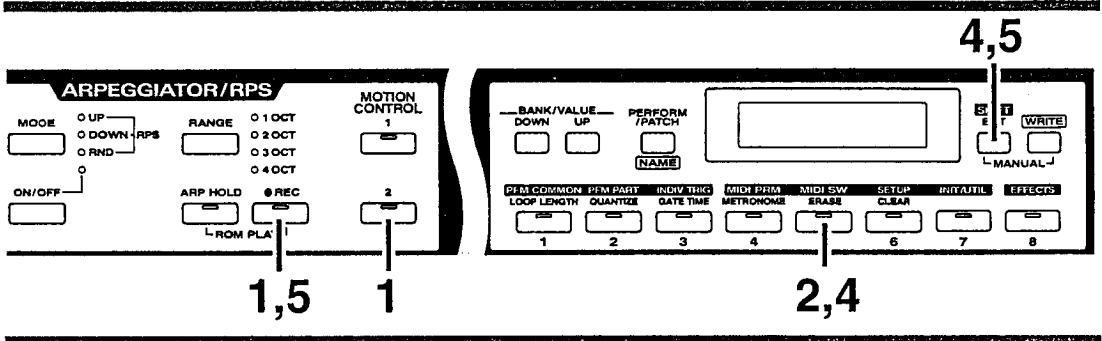 4,5
ARPEGGIATOR/RPS
MODE
UP
DOWN
RND
RPS
ON/OFF
RANGE
1 OCT
2 OCT
3 OCT
4 OCT
ARP HOLD
REC
ROM PLAY
MOTION CONTROL
1
2
BANK/VALUE
DOWN UP
PERFORM /PATCH
NAME
WRITE
MANUAL
PFM COMMON PFM PART INDIV TRIG MIDI PRM MIDI SW SETUP INIT/UTIL EFFECTS
LOOP LENGTH QUANTIZE GATE TIME METRONOME ERASE CLEAR
1 2 3 4 6 7 8
1,5 1 2,4